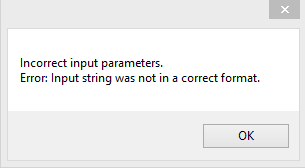 Incorrect input parameters.
Error: Input string was not in a correct format.
OK